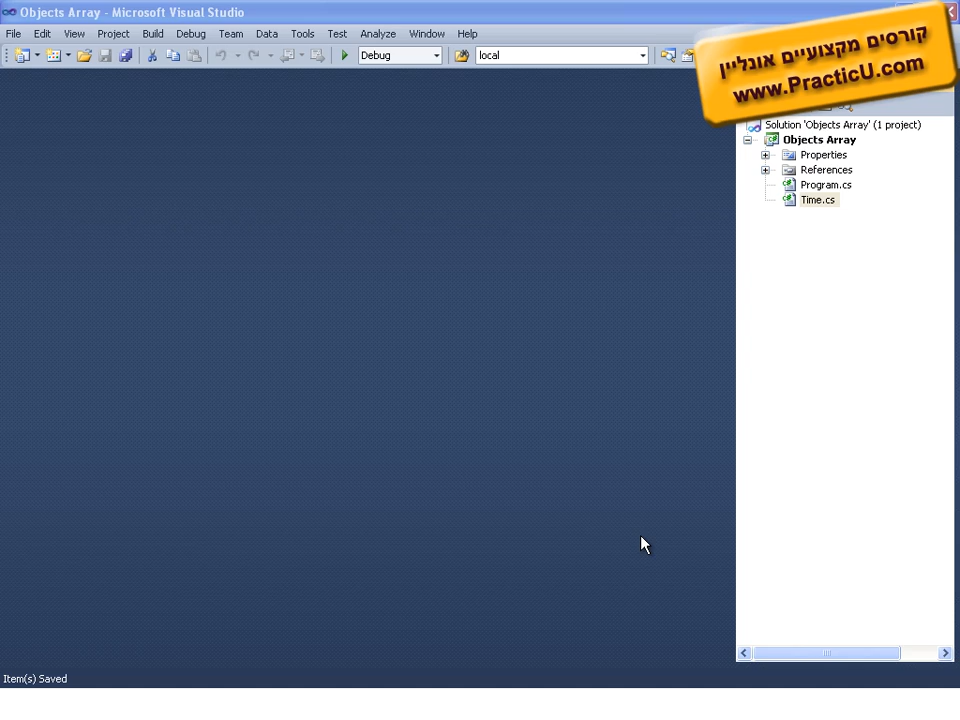 Objects Array - Microsoft Visual Studio
File Edit View Project Build Debug Team Data Tools Test Analyze Window Help
Debug local
קורסים מקצועיים אונליין
www.PracticU.com
Solution 'Objects Array' (1 project)
Objects Array
Properties
References
Program.cs
Time.cs
Item(s) Saved